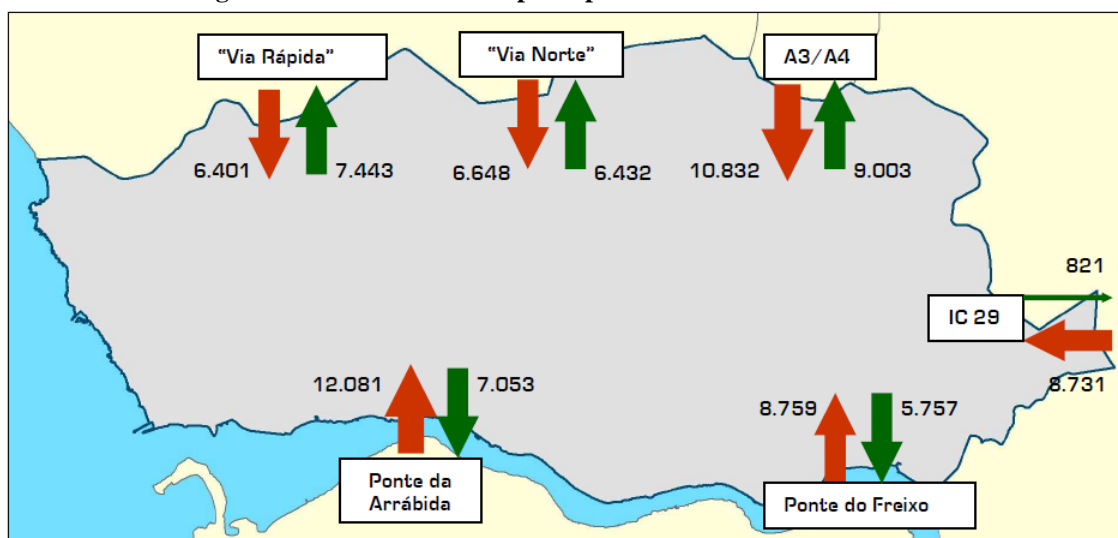 "Via Rápida"
"Via Norte"
A3/A4
6.401
7.443
6.648
6.432
10.832
9.003
821
IC 29
8.731
12.081
7.053
8.759
5.757
Ponte da
Arrábida
Ponte do Freixo